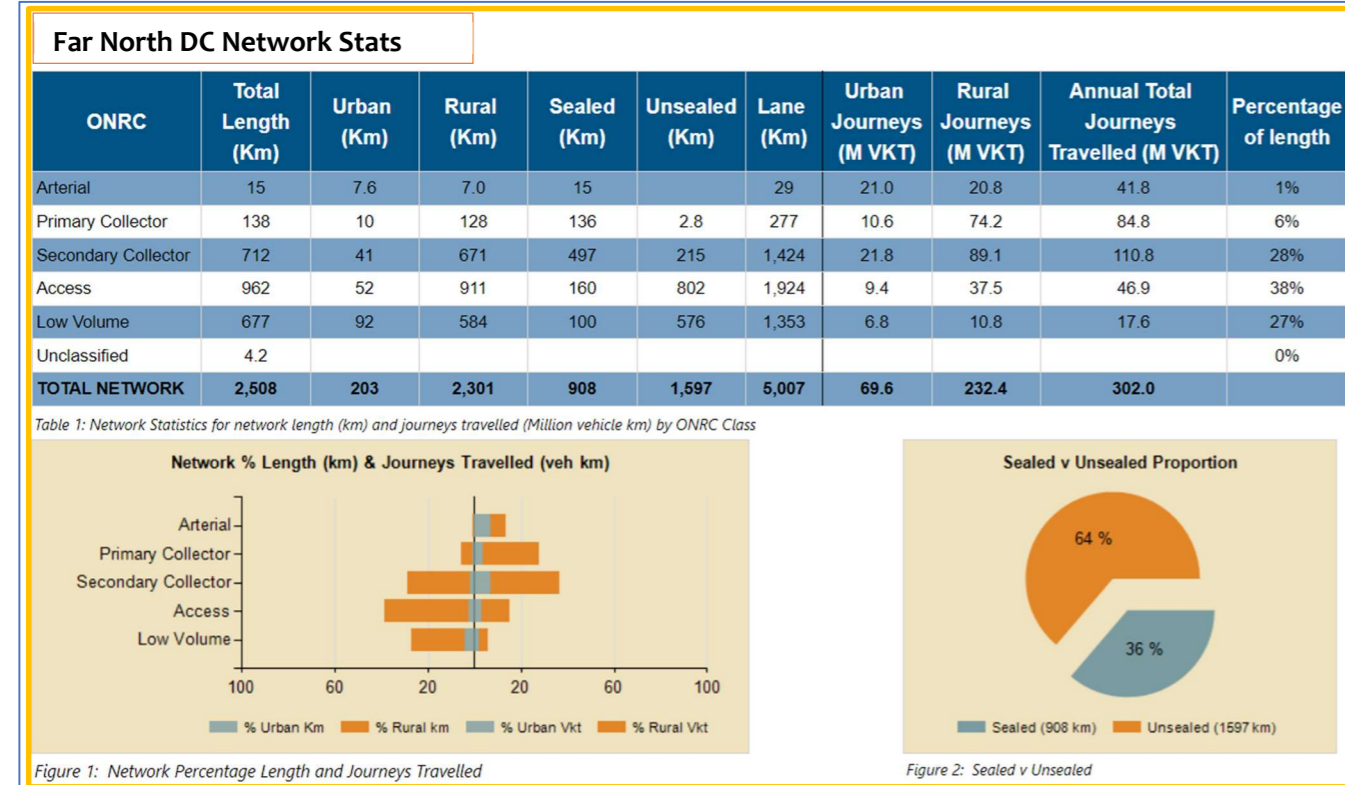 Far North DC Network Stats
ONRC Total Length (Km) Urban (Km) Rural (Km) Sealed (Km) Unsealed (Km) Lane (Km) Urban Journeys (M VKT) Rural Journeys (M VKT) Annual Total Journeys Travelled (M VKT) Percentage of length
Arterial 15 7.6 7.0 15 29 21.0 20.8 41.8 1%
Primary Collector 138 10 128 136 2.8 277 10.6 74.2 84.8 6%
Secondary Collector 712 41 671 497 215 1,424 21.8 89.1 110.8 28%
Access 962 52 911 160 802 1,924 9.4 37.5 46.9 38%
Low Volume 677 92 584 100 576 1,353 6.8 10.8 17.6 27%
Unclassified 4.2 0%
TOTAL NETWORK 2,508 203 2,301 908 1,597 5,007 69.6 232.4 302.0
Table 1: Network Statistics for network length (km) and journeys travelled (Million vehicle km) by ONRC Class
Network % Length (km) & Journeys Travelled (veh km)
Arterial
Primary Collector
Secondary Collector
Access
Low Volume
100 60 20 20 60 100
% Urban Km % Rural km % Urban Vkt % Rural Vkt
Figure 1: Network Percentage Length and Journeys Travelled
Sealed v Unsealed Proportion
64 %
36 %
Sealed (908 km) Unsealed (1597 km)
Figure 2: Sealed v Unsealed